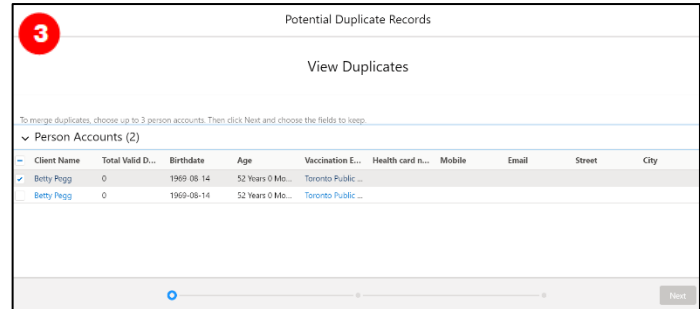 3
Potential Duplicate Records
View Duplicates
To merge duplicates, choose up to 3 person accounts. Then click Next and choose the fields to keep.
Person Accounts (2)
Client Name Total Valid D... Birthdate Age Vaccination E... Health card n... Mobile Email Street City
Betty Pegg 0 1969-08-14 52 Years 0 Mo... Toronto Public ...
Betty Pegg 0 1969-08-14 52 Years 0 Mo... Toronto Public ...
Next